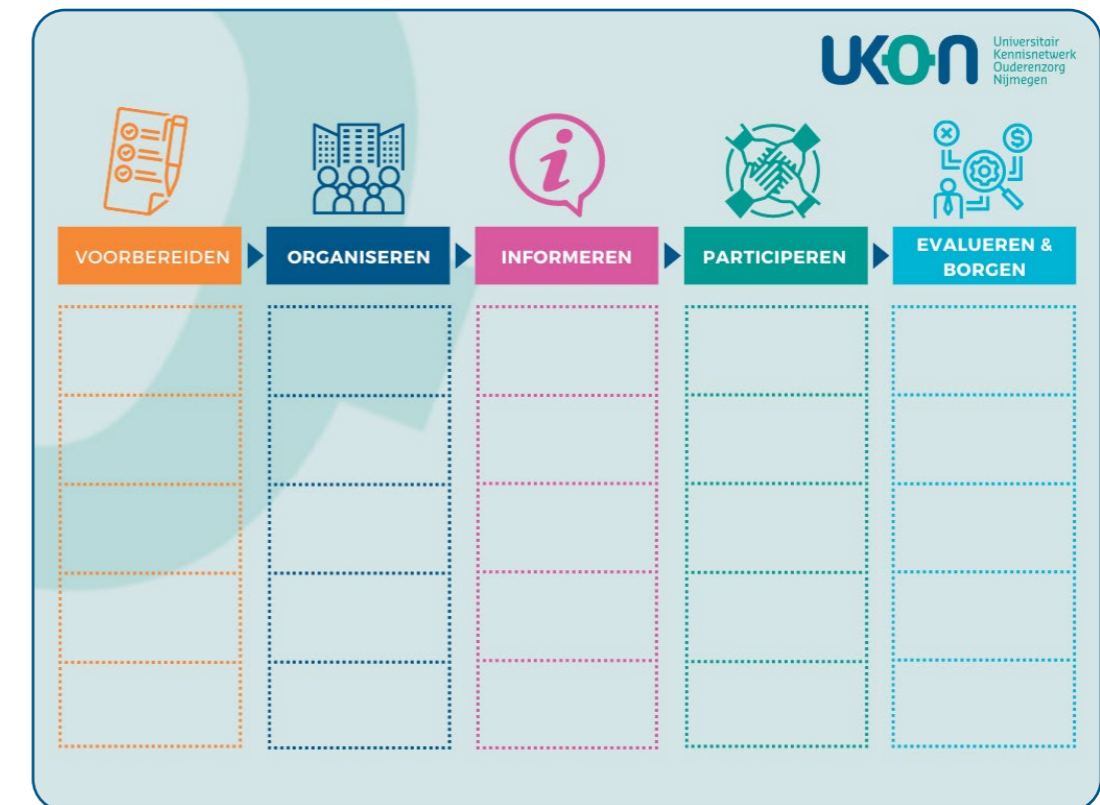 UKON
Universitair
Kennisnetwerk
Ouderenzorg
Nijmegen
VOORBEREIDEN
ORGANISEREN
INFORMEREN
PARTICIPEREN
EVALUEREN &
BORGEN